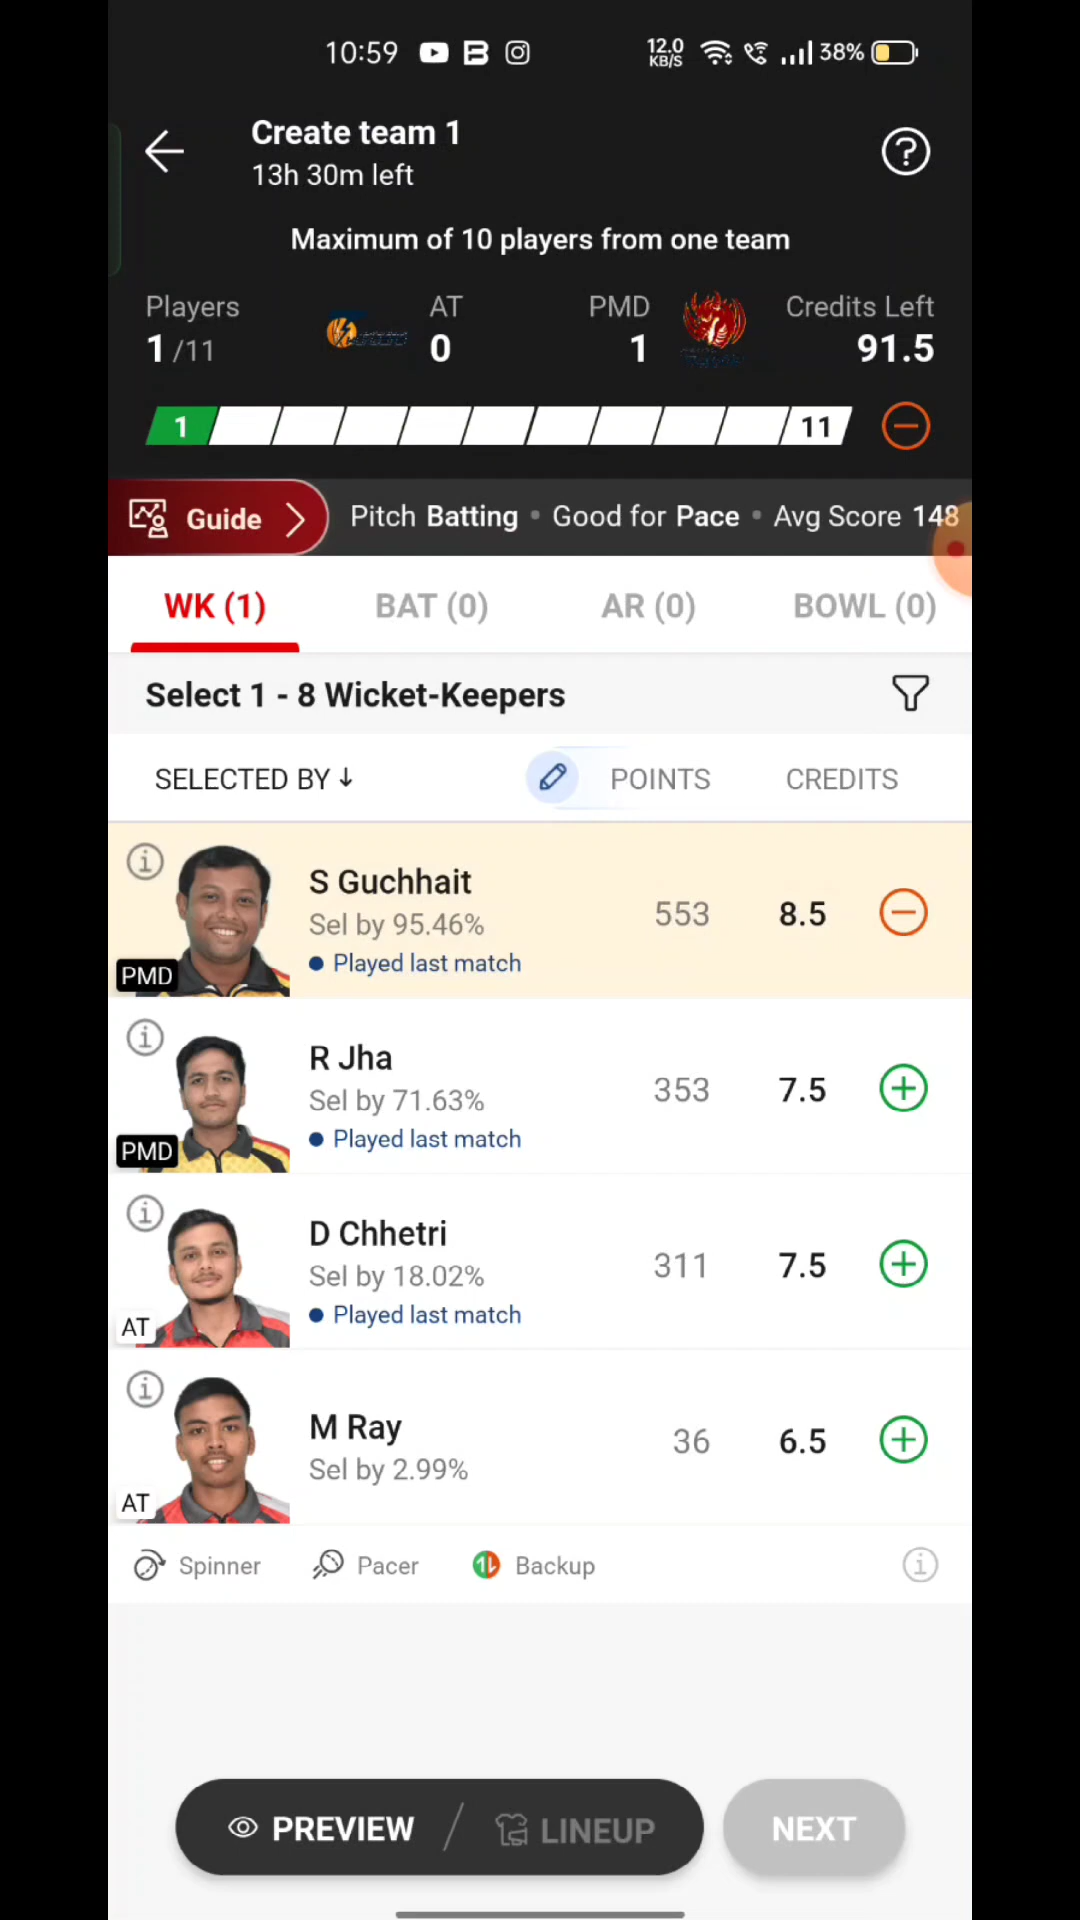 10:59 12.0 KB/S 38%
Create team 1
13h 30m left
Maximum of 10 players from one team
Players AT PMD Credits Left
1 /11 0 1 91.5
1 11
Guide Pitch Batting • Good for Pace • Avg Score 148
WK (1) BAT (0) AR (0) BOWL (0)
Select 1 - 8 Wicket-Keepers
SELECTED BY ↓ POINTS CREDITS
S Guchhait
Sel by 95.46% 553 8.5
Played last match
PMD
R Jha
Sel by 71.63% 353 7.5
Played last match
PMD
D Chhetri
Sel by 18.02% 311 7.5
Played last match
AT
M Ray
Sel by 2.99% 36 6.5
AT
Spinner Pacer Backup
PREVIEW / LINEUP NEXT